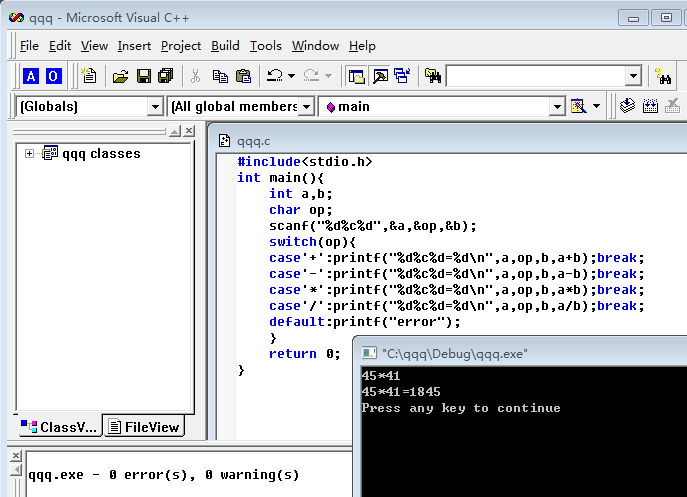 qqq - Microsoft Visual C++
File Edit View Insert Project Build Tools Window Help
A O
(Globals) (All global members main
qqq classes
qqq.c
#include<stdio.h>
int main(){
    int a,b;
    char op;
    scanf("%d%c%d",&a,&op,&b);
    switch(op){
    case'+':printf("%d%c%d=%d\n",a,op,b,a+b);break;
    case'-':printf("%d%c%d=%d\n",a,op,b,a-b);break;
    case'*':printf("%d%c%d=%d\n",a,op,b,a*b);break;
    case'/':printf("%d%c%d=%d\n",a,op,b,a/b);break;
    default:printf("error");
    }
    return 0;
}
"C:\qqq\Debug\qqq.exe"
45*41
45*41=1845
Press any key to continue
ClassV... FileView
qqq.exe - 0 error(s), 0 warning(s)